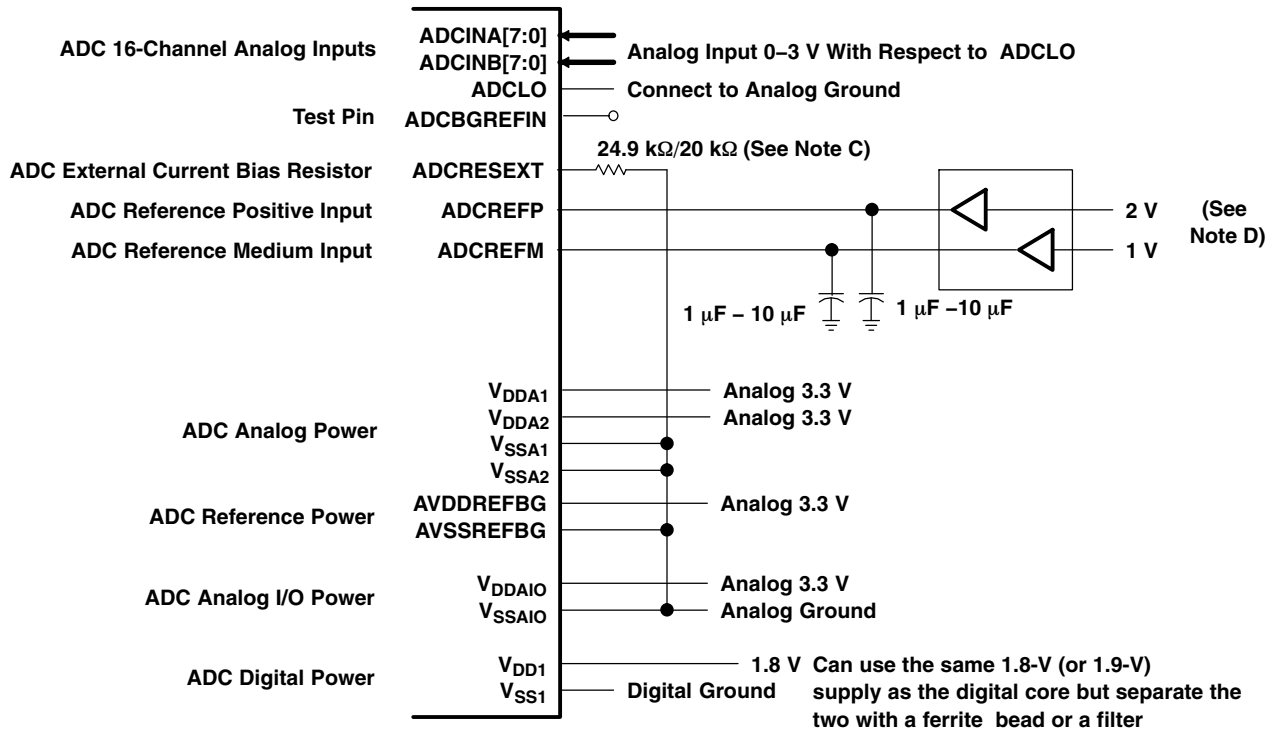 ADC 16-Channel Analog Inputs
ADCINA[7:0]
ADCINB[7:0]
Analog Input 0–3 V With Respect to ADCLO
ADCLO
Connect to Analog Ground
Test Pin
ADCBGREFIN
24.9 kΩ/20 kΩ (See Note C)
ADC External Current Bias Resistor
ADCRESEXT
ADC Reference Positive Input
ADCREFP
2 V
(See
Note D)
ADC Reference Medium Input
ADCREFM
1 V
1 μF – 10 μF
1 μF –10 μF
ADC Analog Power
VDDA1
Analog 3.3 V
VDDA2
Analog 3.3 V
VSSA1
VSSA2
ADC Reference Power
AVDDREFBG
Analog 3.3 V
AVSSREFBG
ADC Analog I/O Power
VDDAIO
Analog 3.3 V
VSSAIO
Analog Ground
ADC Digital Power
VDD1
1.8 V
Can use the same 1.8-V (or 1.9-V)
supply as the digital core but separate the
two with a ferrite bead or a filter
VSS1
Digital Ground